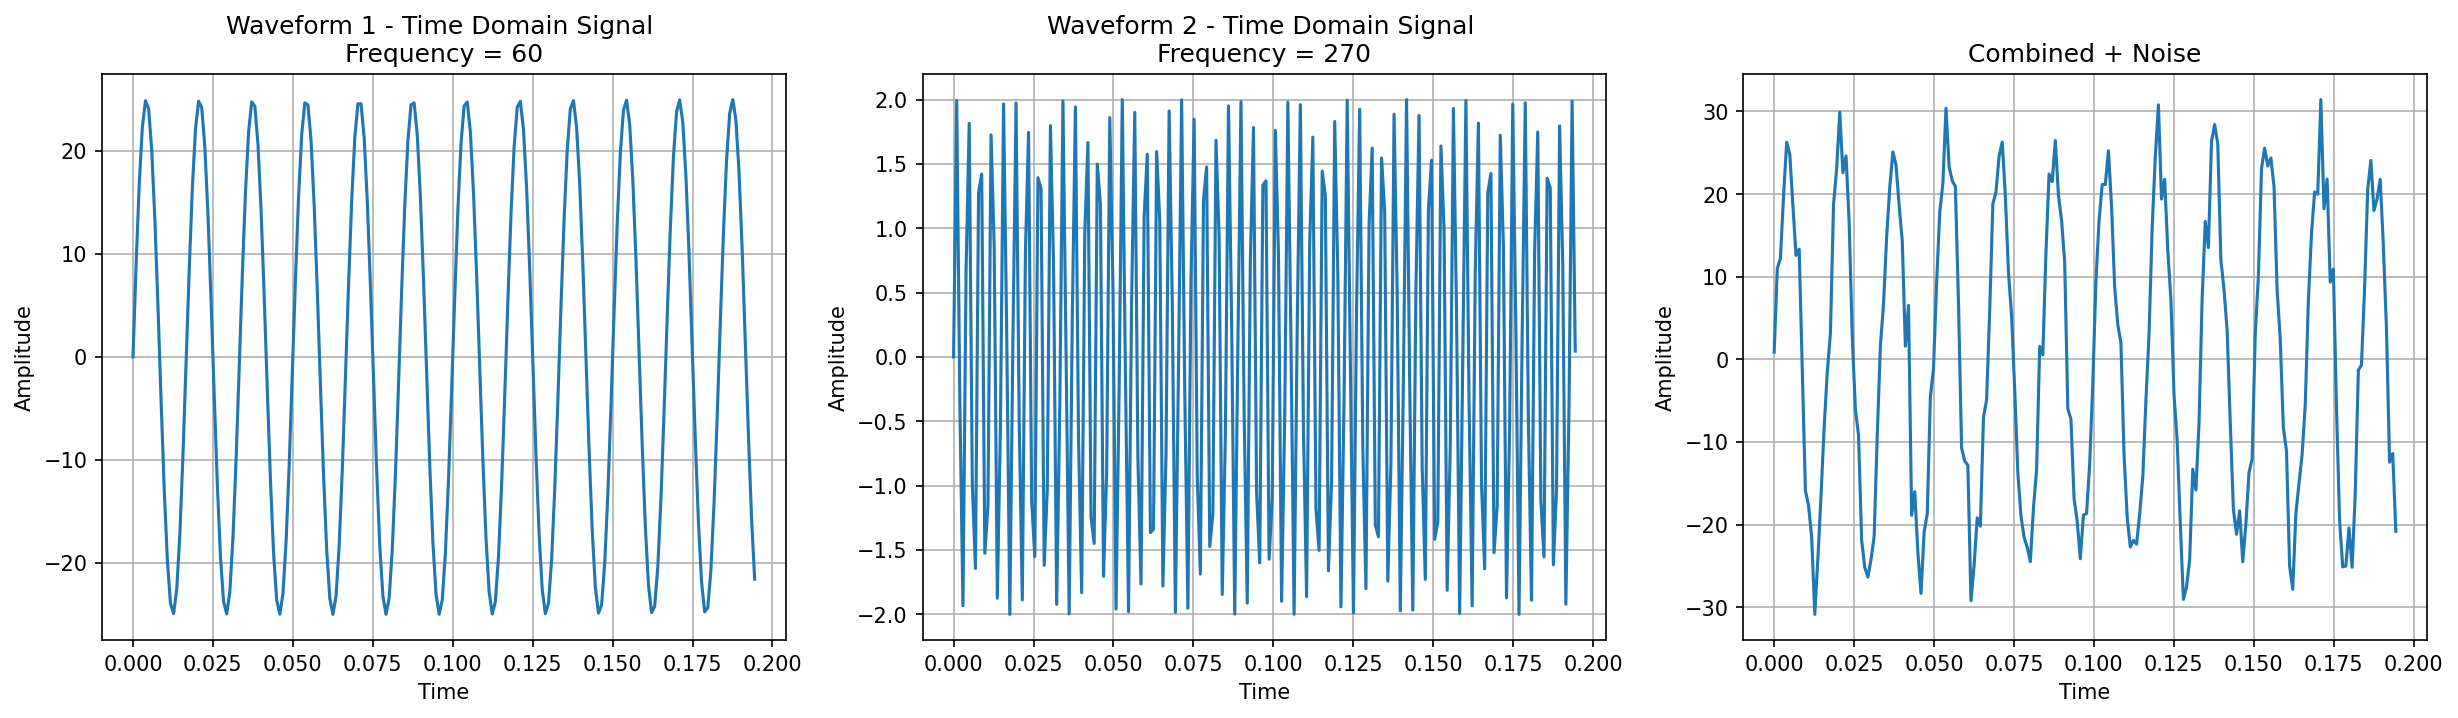 Waveform 1 - Time Domain Signal
Frequency = 60
20
10
0
−10
−20
Amplitude
0.000 0.025 0.050 0.075 0.100 0.125 0.150 0.175 0.200
Time
Waveform 2 - Time Domain Signal
Frequency = 270
2.0
1.5
1.0
0.5
0.0
−0.5
−1.0
−1.5
−2.0
Amplitude
0.000 0.025 0.050 0.075 0.100 0.125 0.150 0.175 0.200
Time
Combined + Noise
30
20
10
0
−10
−20
−30
Amplitude
0.000 0.025 0.050 0.075 0.100 0.125 0.150 0.175 0.200
Time